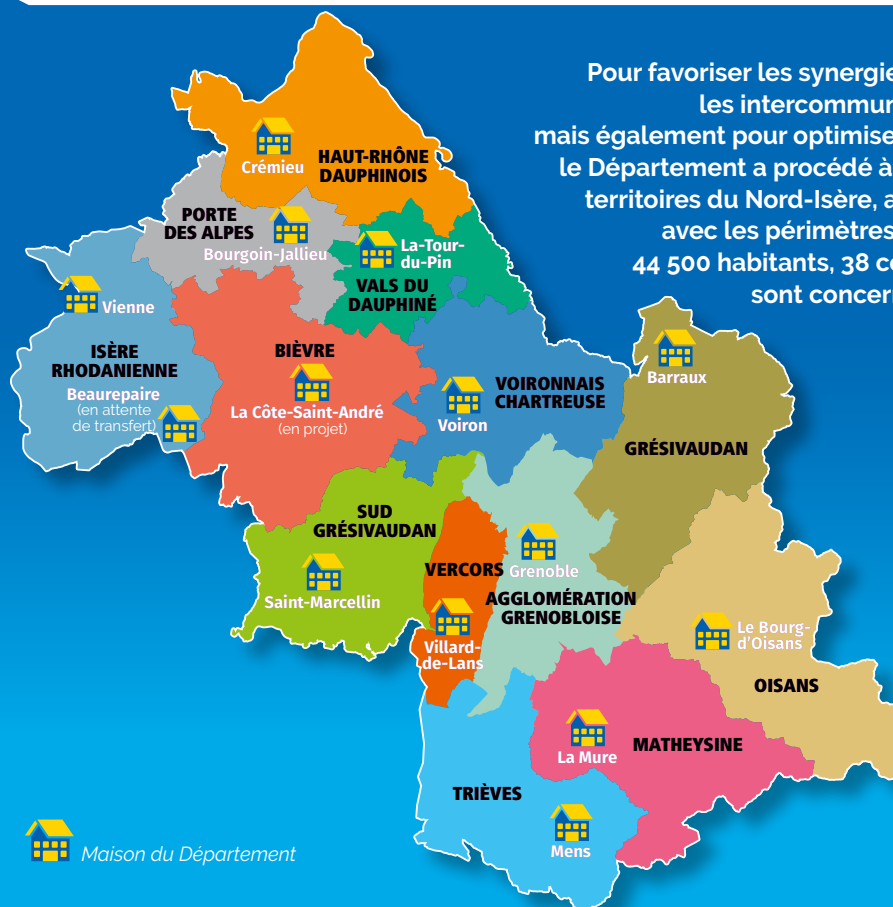 Pour favoriser les synergie
les intercommun
mais également pour optimise
le Département a procédé à
territoires du Nord-Isère, a
avec les périmètres
44 500 habitants, 38 co
sont concer
Crémieu
HAUT-RHÔNE
DAUPHINOIS
PORTE
DES ALPES
Bourgoin-Jallieu
La-Tour-
du-Pin
VALS DU
DAUPHINÉ
Vienne
ISÈRE
RHODANIENNE
Beaurepaire
(en attente
de transfert)
BIÈVRE
La Côte-Saint-André
(en projet)
VOIRONNAIS
CHARTREUSE
Voiron
Barraux
GRÉSIVAUDAN
SUD
GRÉSIVAUDAN
Saint-Marcellin
VERCORS
Villard-
de-Lans
Grenoble
AGGLOMÉRATION
GRENOBLOISE
Le Bourg-
d'Oisans
OISANS
MATHEYSINE
La Mure
TRIÈVES
Mens
Maison du Département